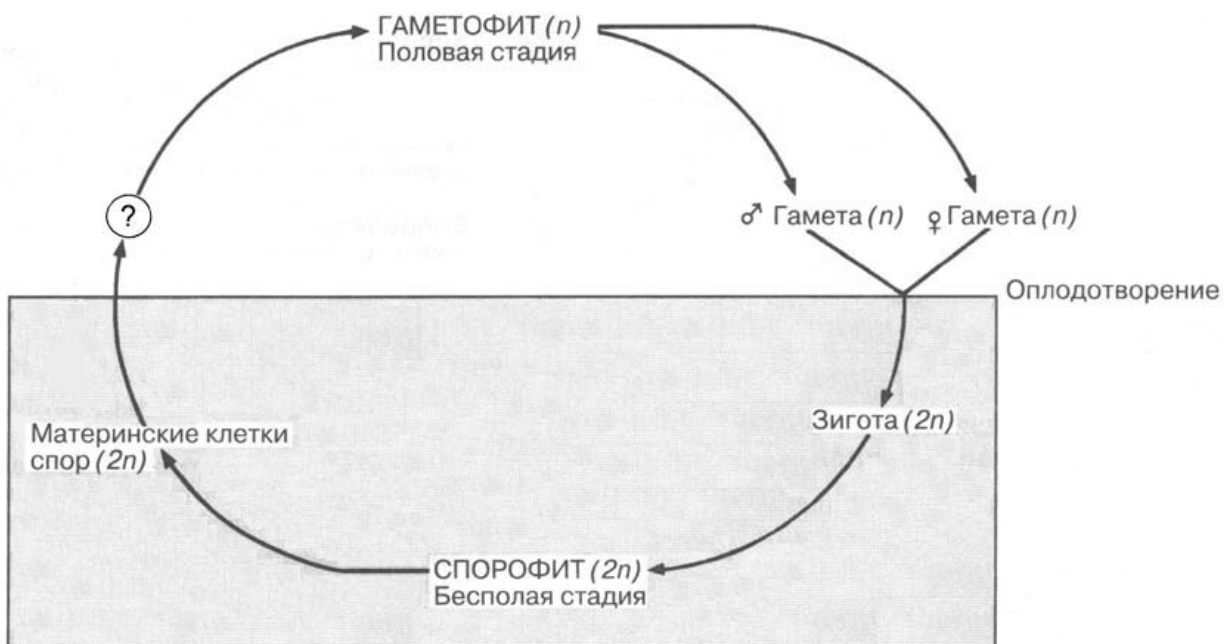 ГАМЕТОФИТ (n)
Половая стадия
?
♂ Гамета (n)
♀ Гамета (n)
Оплодотворение
Зигота (2n)
Материнские клетки
спор (2n)
СПОРОФИТ (2n)
Бесполая стадия